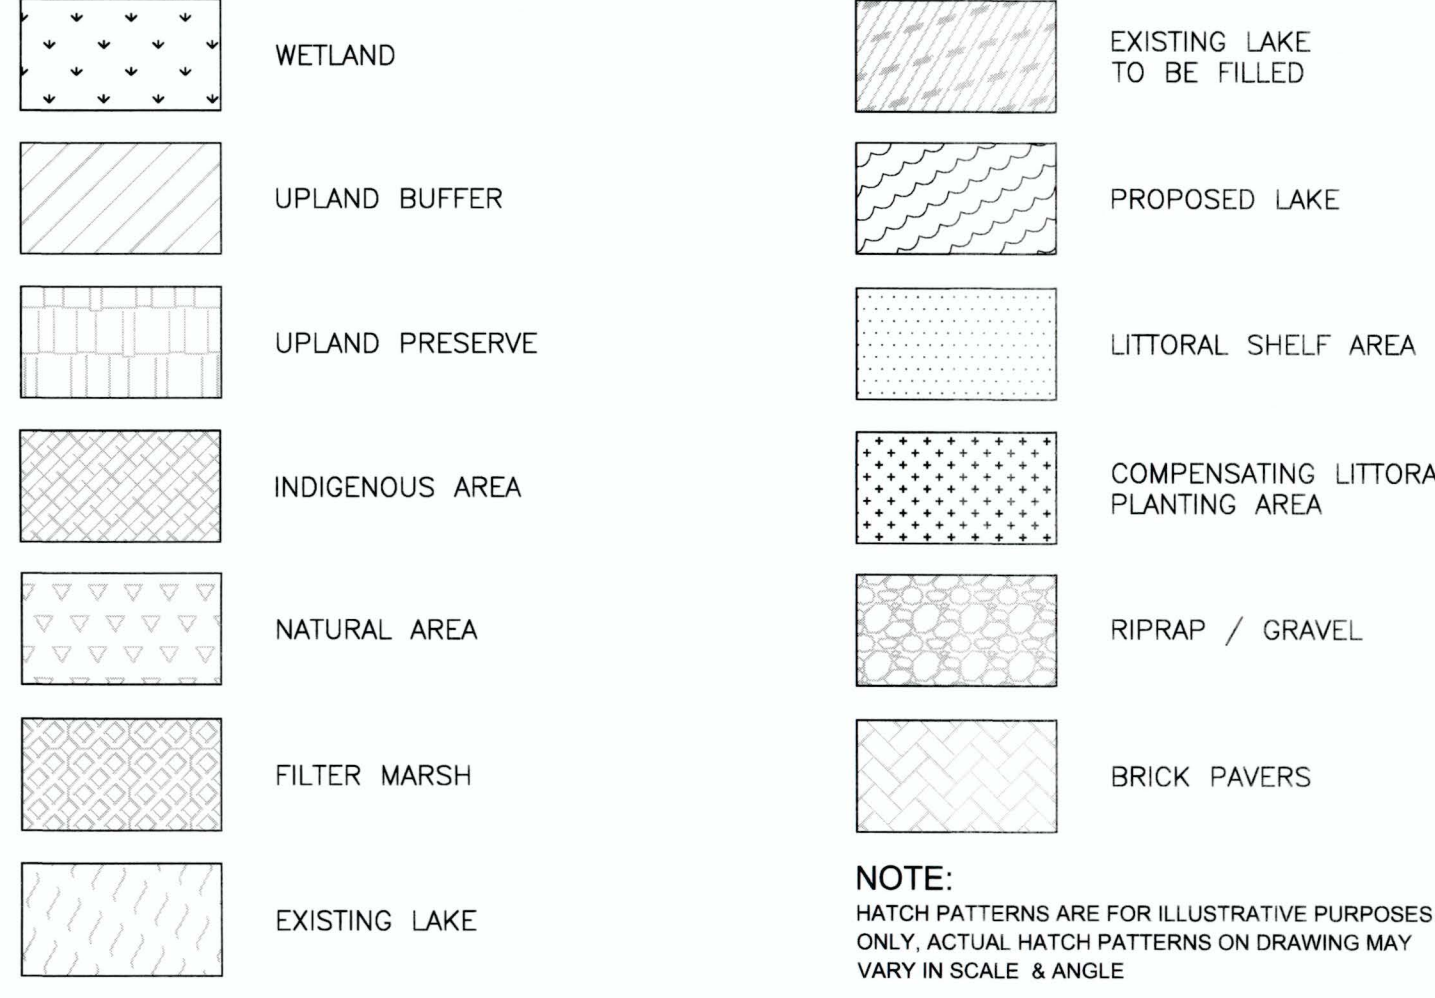 WETLAND
UPLAND BUFFER
UPLAND PRESERVE
INDIGENOUS AREA
NATURAL AREA
FILTER MARSH
EXISTING LAKE
EXISTING LAKE
TO BE FILLED
PROPOSED LAKE
LITTORAL SHELF AREA
COMPENSATING LITTORA
PLANTING AREA
RIPRAP / GRAVEL
BRICK PAVERS
NOTE:
HATCH PATTERNS ARE FOR ILLUSTRATIVE PURPOSES
ONLY, ACTUAL HATCH PATTERNS ON DRAWING MAY
VARY IN SCALE & ANGLE